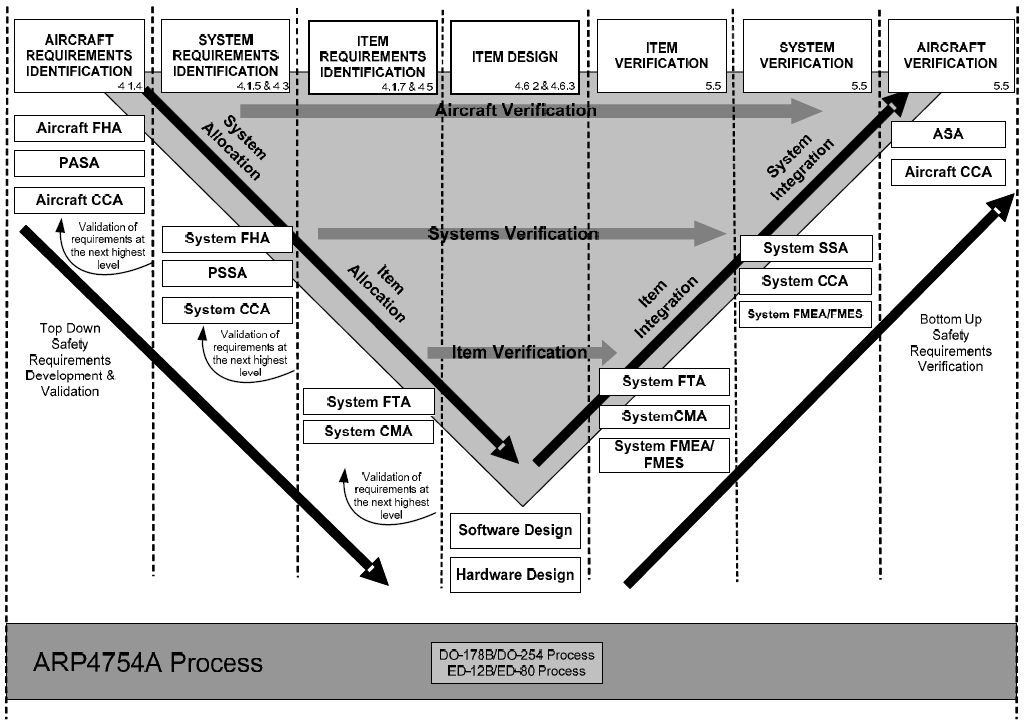 AIRCRAFT
REQUIREMENTS
IDENTIFICATION
4 1.4
SYSTEM
REQUIREMENTS
IDENTIFICATION
4.1.5 & 4 3
ITEM
REQUIREMENTS
IDENTIFICATION
4.1.7 & 4 5
ITEM DESIGN
4.6 2 & 4.6.3
ITEM
VERIFICATION
5.5
SYSTEM
VERIFICATION
5.5
AIRCRAFT
VERIFICATION
5.5
Aircraft Verification
System
Allocation
System
Integration
Aircraft FHA
PASA
Aircraft CCA
Validation of
requirements at
the next highest
level
ASA
Aircraft CCA
Systems Verification
System FHA
PSSA
System CCA
Validation of
requirements at
the next highest
level
Item
Allocation
Item
Integration
System SSA
System CCA
System FMEA/FMES
Top Down
Safety
Requirements
Development &
Validation
Bottom Up
Safety
Requirements
Verification
Item Verification
System FTA
System CMA
Validation of
requirements at
the next highest
level
System FTA
SystemCMA
System FMEA/
FMES
Software Design
Hardware Design
ARP4754A Process
DO-178B/DO-254 Process
ED-12B/ED-80 Process